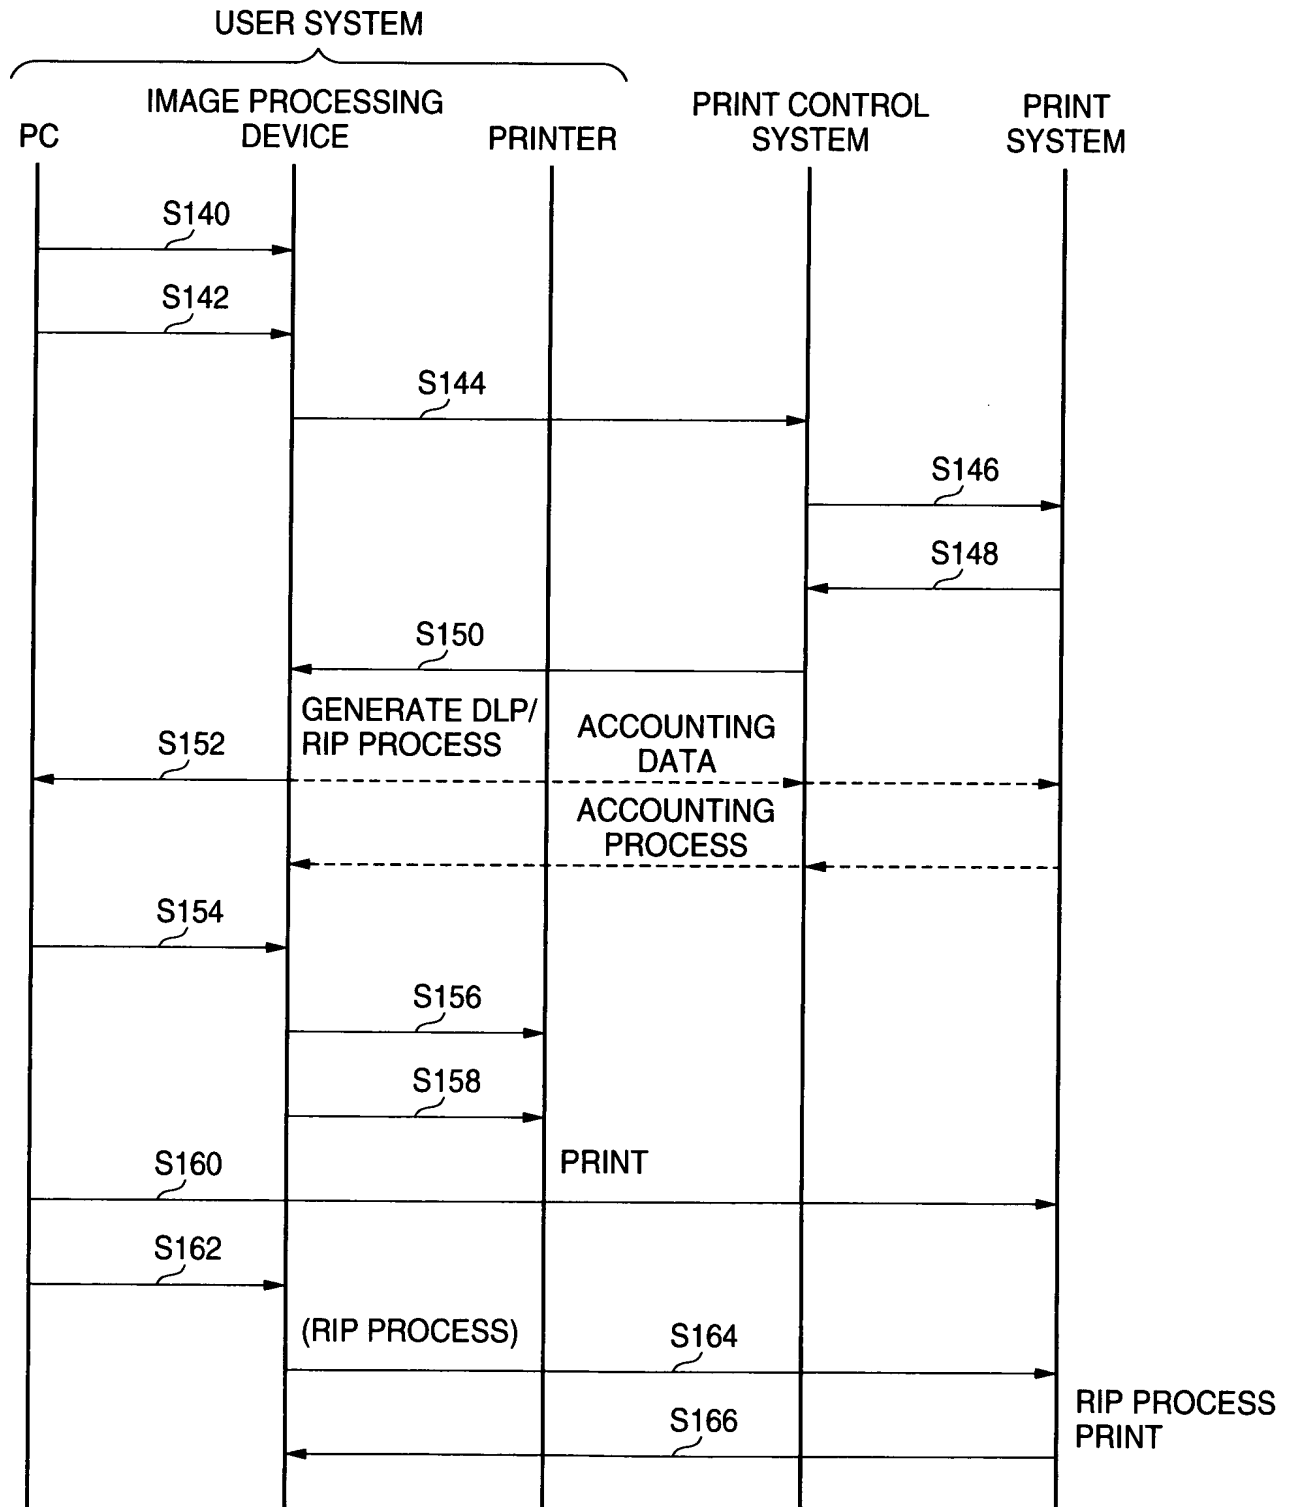 USER SYSTEM
IMAGE PROCESSING
DEVICE
PC
PRINTER
PRINT CONTROL
SYSTEM
PRINT
SYSTEM
S140
S142
S144
S146
S148
S150
GENERATE DLP/
RIP PROCESS
S152
ACCOUNTING
DATA
ACCOUNTING
PROCESS
S154
S156
S158
PRINT
S160
S162
(RIP PROCESS)
S164
RIP PROCESS
PRINT
S166